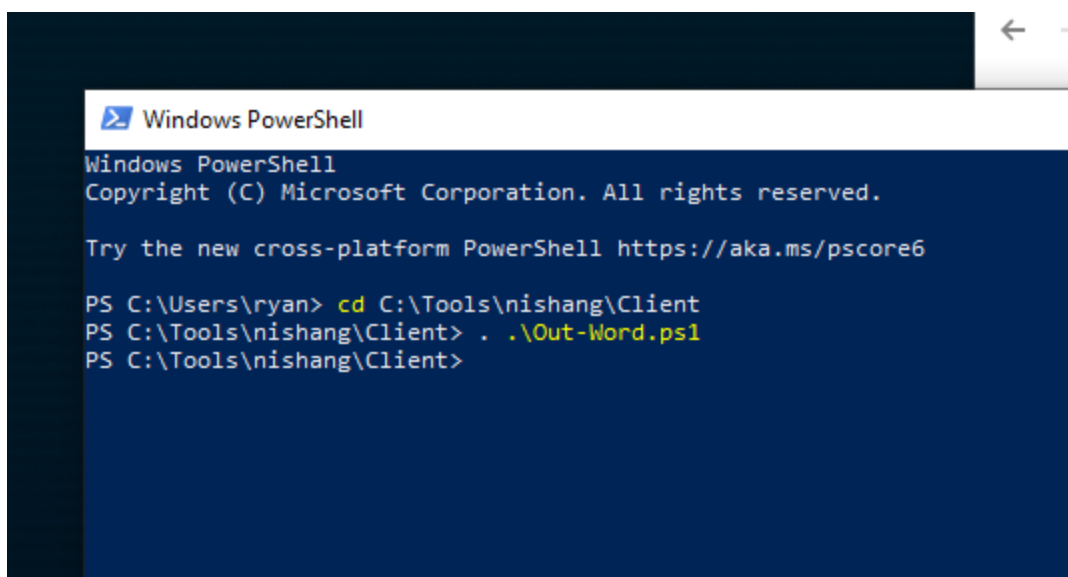 Windows PowerShell
Windows PowerShell
Copyright (C) Microsoft Corporation. All rights reserved.
Try the new cross-platform PowerShell https://aka.ms/pscore6
PS C:\Users\ryan> cd C:\Tools\nishang\Client
PS C:\Tools\nishang\Client> . .\Out-Word.ps1
PS C:\Tools\nishang\Client>